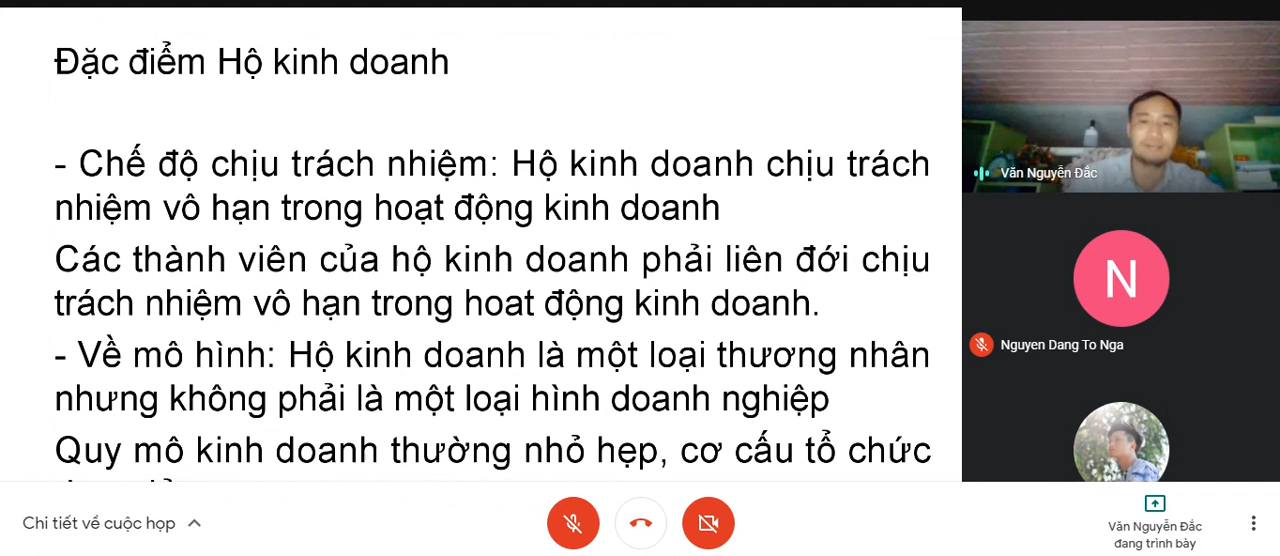 Đặc điểm Hộ kinh doanh
- Chế độ chịu trách nhiệm: Hộ kinh doanh chịu trách
nhiệm vô hạn trong hoạt động kinh doanh
Các thành viên của hộ kinh doanh phải liên đới chịu
trách nhiệm vô hạn trong hoat động kinh doanh.
- Về mô hình: Hộ kinh doanh là một loại thương nhân
nhưng không phải là một loại hình doanh nghiệp
Quy mô kinh doanh thường nhỏ hẹp, cơ cấu tổ chức
Văn Nguyễn Đắc
N
Nguyen Dang To Nga
Chi tiết về cuộc họp
Văn Nguyễn Đắc
đang trình bày